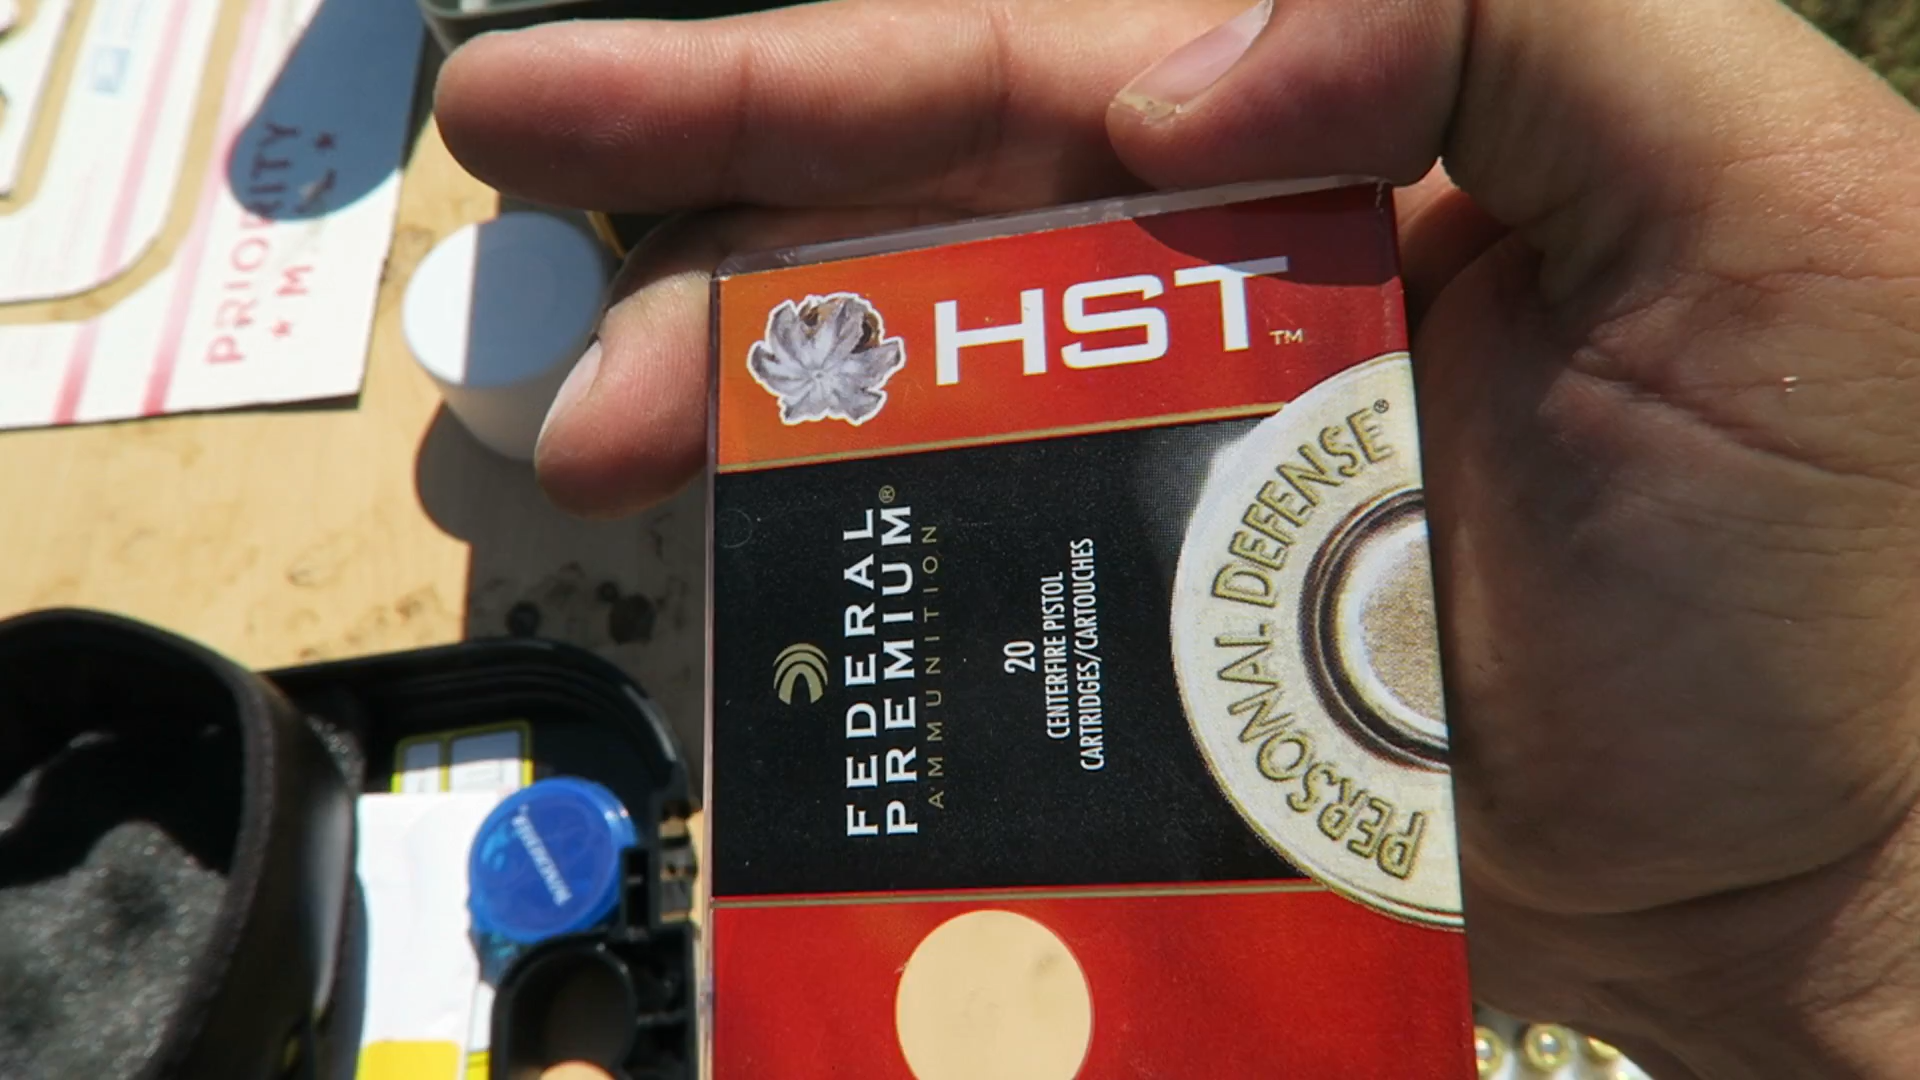 PRIORITY
★ M
HST™
FEDERAL
PREMIUM®
AMMUNITION
20
CENTERFIRE PISTOL
CARTRIDGES/CARTOUCHES
PERSONAL DEFENSE®